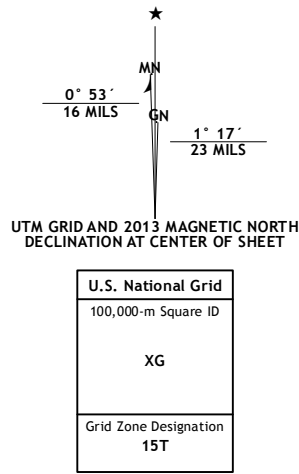 MN
0° 53´
16 MILS
GN
1° 17´
23 MILS
UTM GRID AND 2013 MAGNETIC NORTH
DECLINATION AT CENTER OF SHEET
U.S. National Grid
100,000-m Square ID
XG
Grid Zone Designation
15T